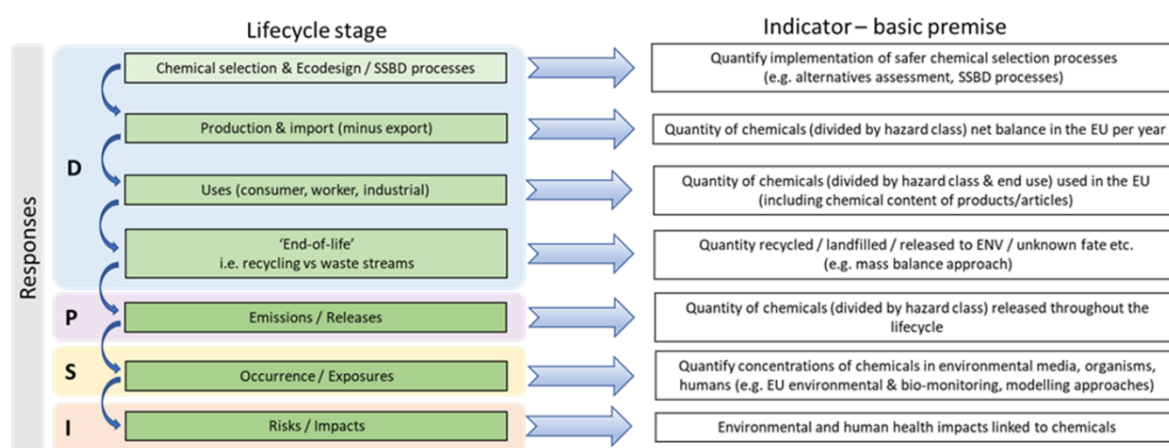 Lifecycle stage
Indicator – basic premise
Responses
D
Chemical selection & Ecodesign / SSBD processes
Quantify implementation of safer chemical selection processes
(e.g. alternatives assessment, SSBD processes)
Production & import (minus export)
Quantity of chemicals (divided by hazard class) net balance in the EU per year
Uses (consumer, worker, industrial)
Quantity of chemicals (divided by hazard class & end use) used in the EU
(including chemical content of products/articles)
‘End-of-life’
i.e. recycling vs waste streams
Quantity recycled / landfilled / released to ENV / unknown fate etc.
(e.g. mass balance approach)
P
Emissions / Releases
Quantity of chemicals (divided by hazard class) released throughout the
lifecycle
S
Occurrence / Exposures
Quantify concentrations of chemicals in environmental media, organisms,
humans (e.g. EU environmental & bio-monitoring, modelling approaches)
I
Risks / Impacts
Environmental and human health impacts linked to chemicals